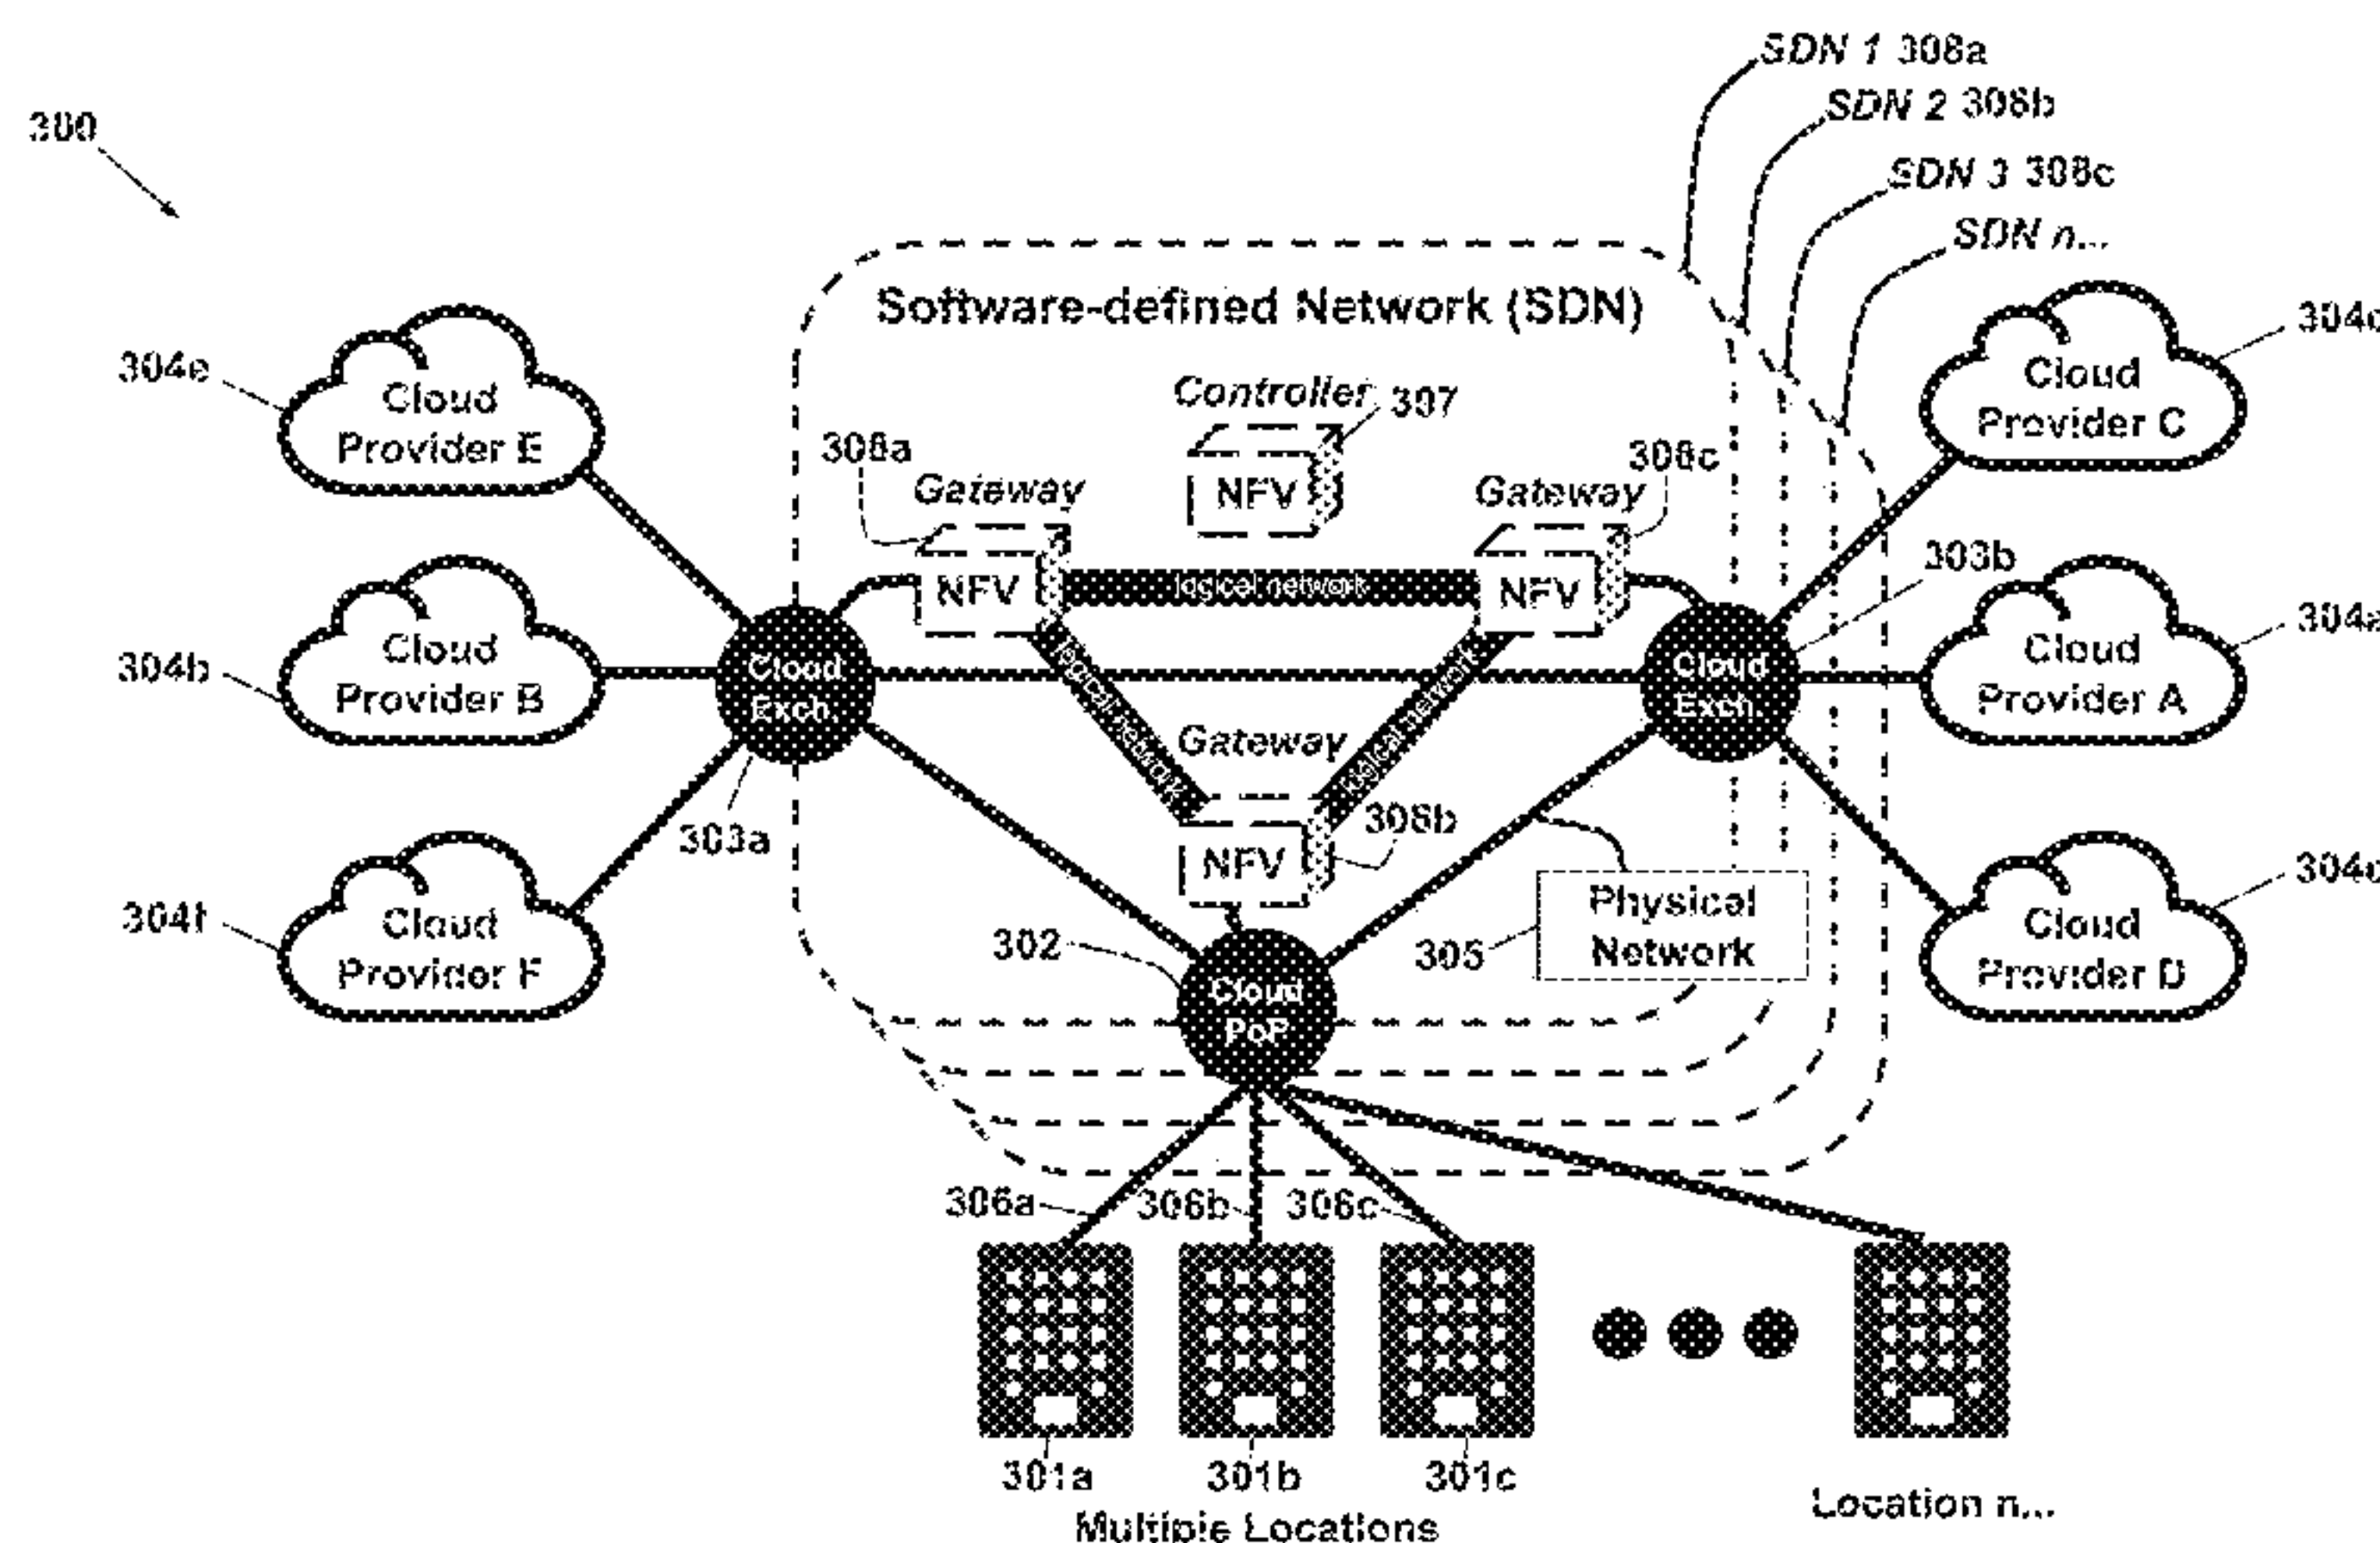 300
SDN 1 308a
SDN 2 308b
SDN 3 308c
SDN n...
Software-defined Network (SDN)
304e
Cloud
Provider E
Controller 307
NFV
308a
Gateway
NFV
308c
Gateway
NFV
Cloud
Provider C
logical network
logical network
logical network
303b
304b
Cloud
Provider B
Cloud
Exch.
303a
Cloud
Exch.
Cloud
Provider A
Gateway
NFV
308b
Cloud
Provider F
302
Cloud
PoP
305
Physical
Network
Cloud
Provider D
306a
306b
306c
301a
301b
301c
Multiple Locations
Location n...